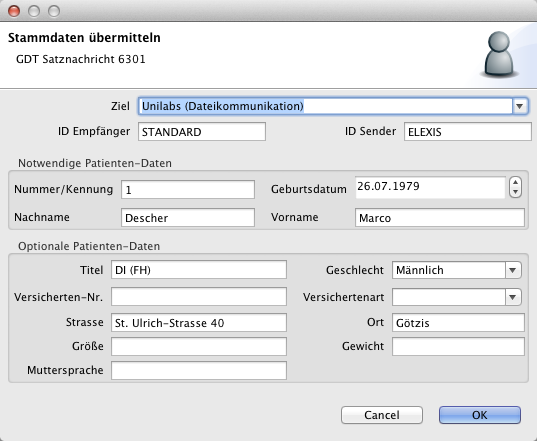 Stammdaten übermitteln
GDT Satznachricht 6301
Ziel Unilabs (Dateikommunikation)
ID Empfänger STANDARD ID Sender ELEXIS
Notwendige Patienten-Daten
Nummer/Kennung 1 Geburtsdatum 26.07.1979
Nachname Descher Vorname Marco
Optionale Patienten-Daten
Titel DI (FH) Geschlecht Männlich
Versicherten-Nr. Versichertenart
Strasse St. Ulrich-Strasse 40 Ort Götzis
Größe Gewicht
Muttersprache
Cancel OK